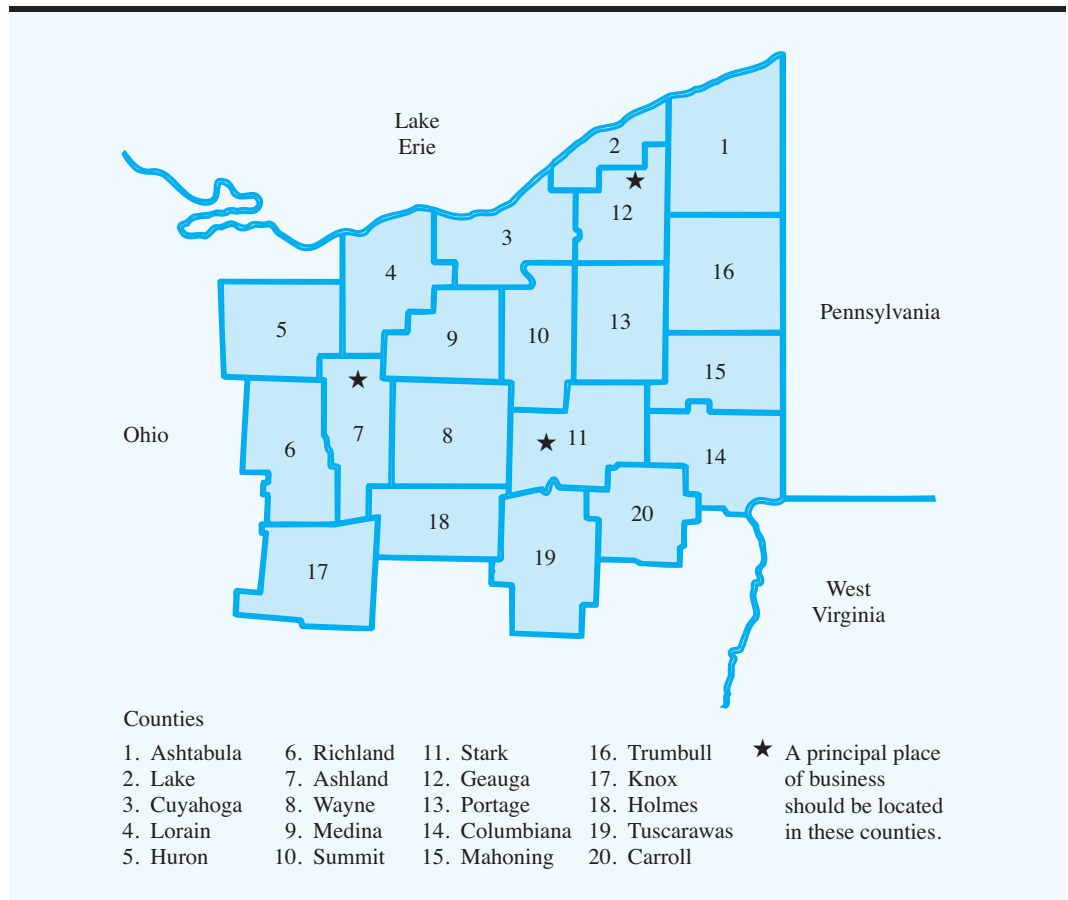 Lake
Erie
2
1
12
3
4
16
5
9
10
13
Pennsylvania
15
Ohio
6
7
8
11
14
18
20
17
19
West
Virginia
Counties
1. Ashtabula
2. Lake
3. Cuyahoga
4. Lorain
5. Huron
6. Richland
7. Ashland
8. Wayne
9. Medina
10. Summit
11. Stark
12. Geauga
13. Portage
14. Columbiana
15. Mahoning
16. Trumbull
17. Knox
18. Holmes
19. Tuscarawas
20. Carroll
★ A principal place
of business
should be located
in these counties.